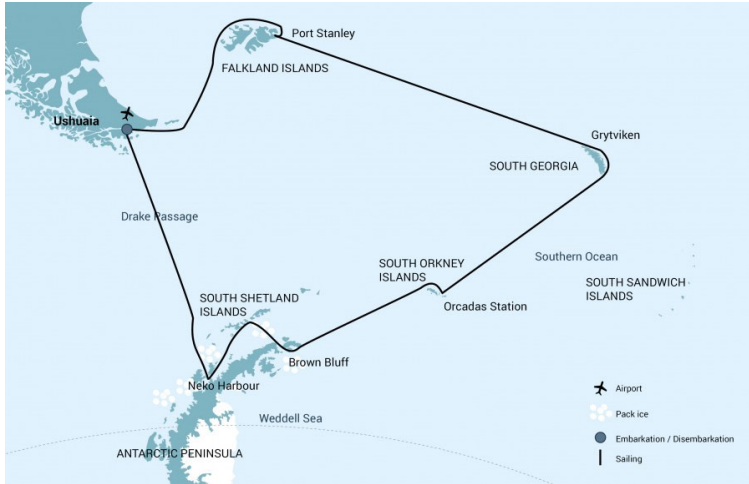 Port Stanley
FALKLAND ISLANDS
Ushuaia
Grytviken
SOUTH GEORGIA
Drake Passage
SOUTH ORKNEY
ISLANDS
Southern Ocean
SOUTH SANDWICH
ISLANDS
SOUTH SHETLAND
ISLANDS
Orcadas Station
Brown Bluff
Neko Harbour
Weddell Sea
ANTARCTIC PENINSULA
Airport
Pack ice
Embarkation / Disembarkation
Sailing